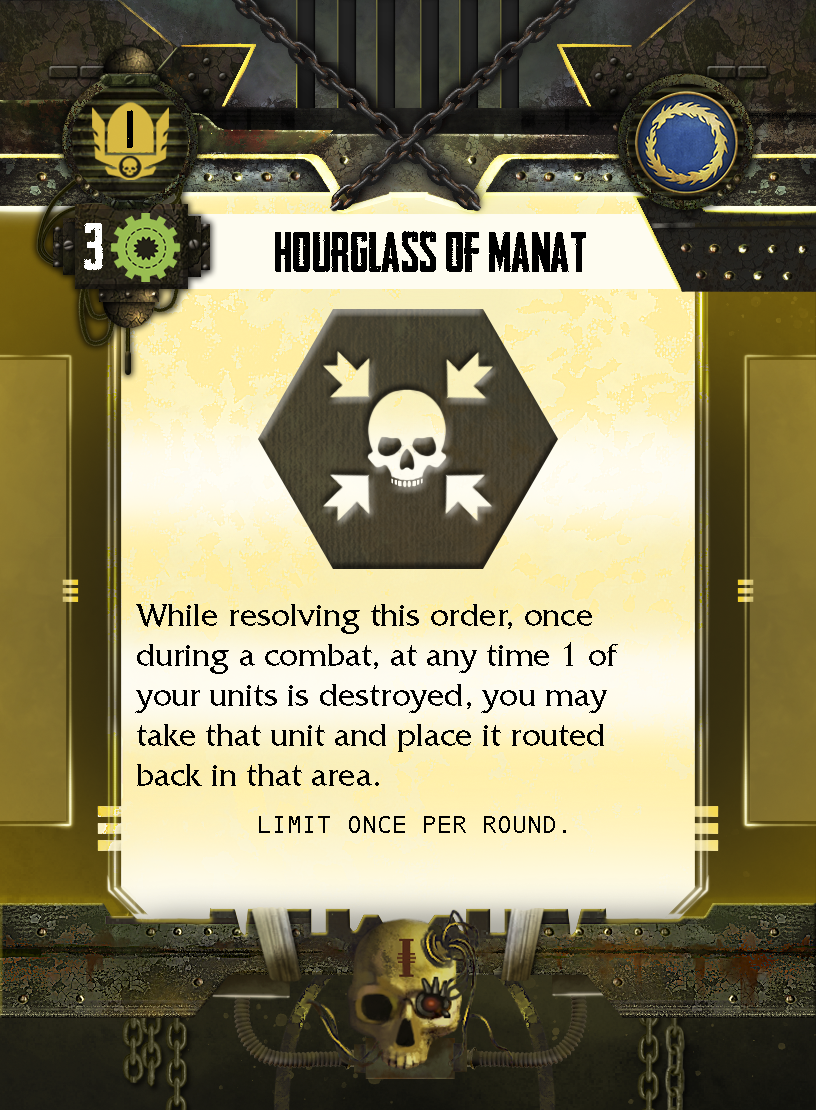 I
3
HOURGLASS OF MANAT
While resolving this order, once
during a combat, at any time 1 of
your units is destroyed, you may
take that unit and place it routed
back in that area.
LIMIT ONCE PER ROUND.
I